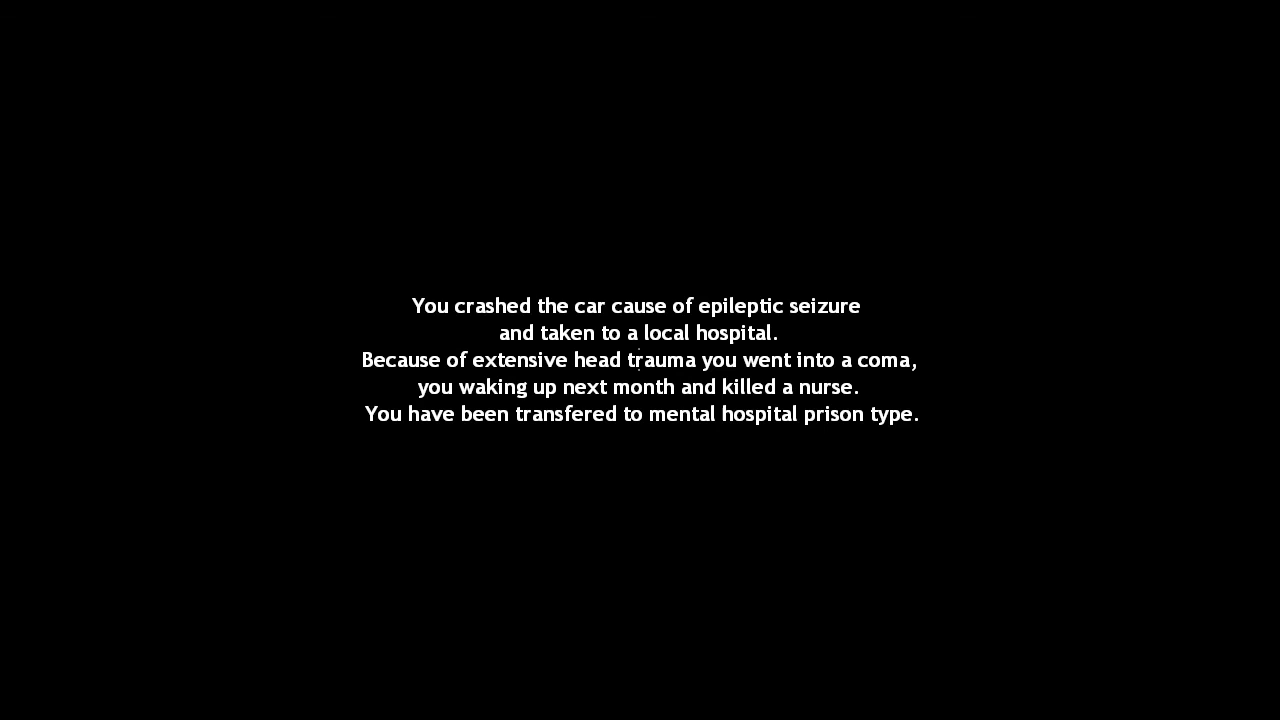 You crashed the car cause of epileptic seizure
and taken to a local hospital.
Because of extensive head trauma you went into a coma,
you waking up next month and killed a nurse.
You have been transfered to mental hospital prison type.